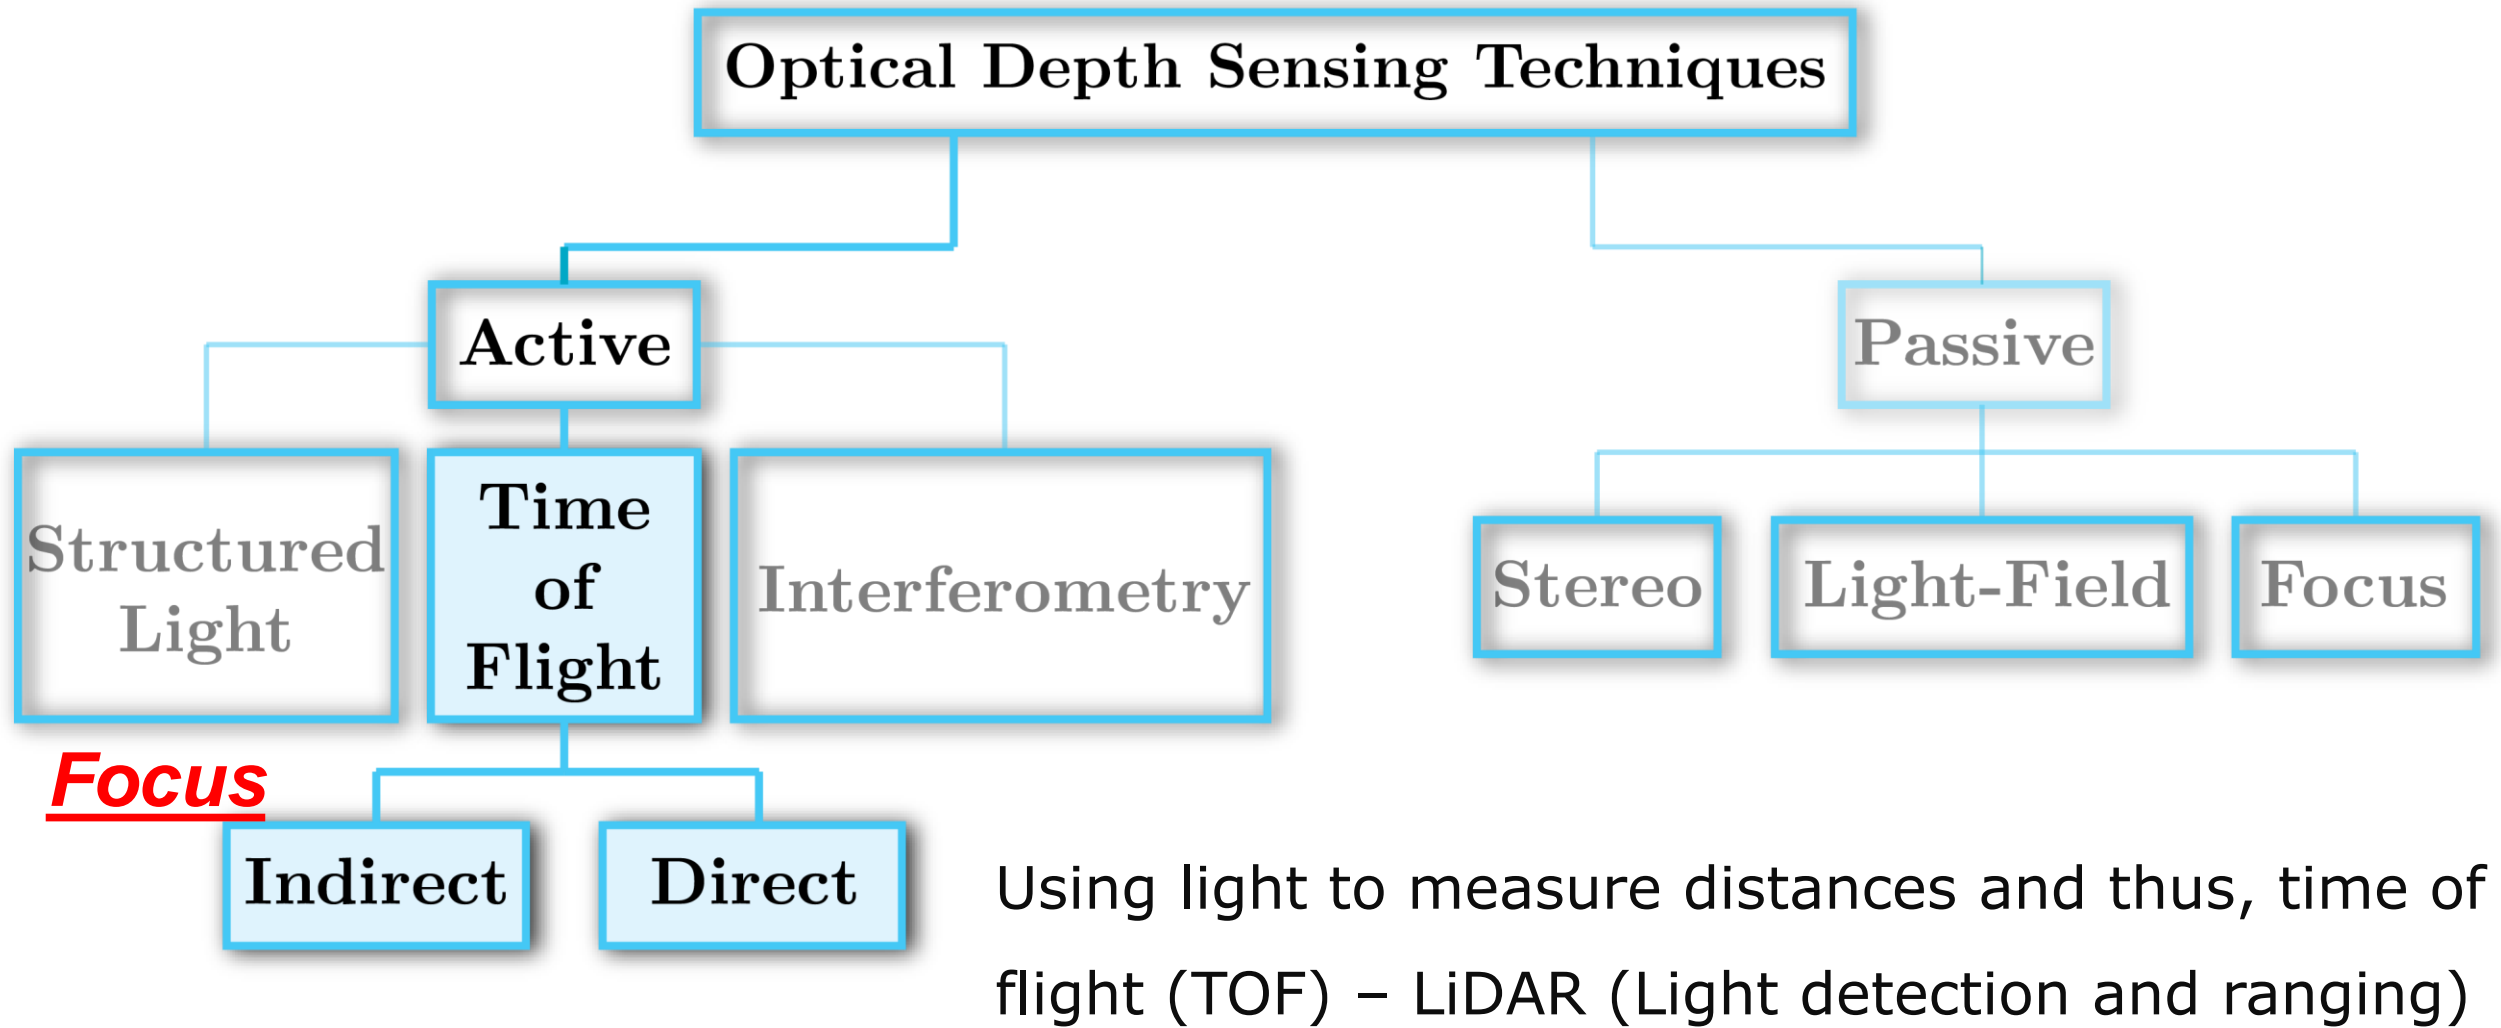 Optical Depth Sensing Techniques
Active
Passive
Structured
Light
Time
of
Flight
Interferometry
Stereo
Light-Field
Focus
Focus
Indirect
Direct
Using light to measure distances and thus, time of
flight (TOF) – LiDAR (Light detection and ranging)